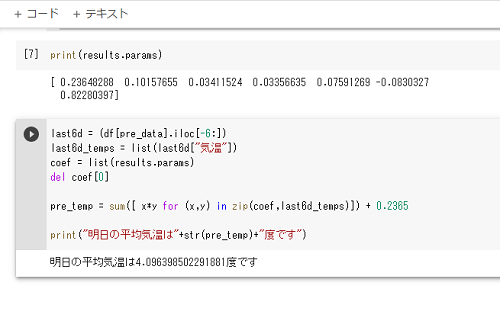 + コード + テキスト
[7] print(results.params)
[ 0.23648288 0.10157655 0.03411524 0.03356635 0.07591269 -0.0830327
0.82280397]
last6d = (df[pre_data].iloc[-6:])
last6d_temps = list(last6d["気温"])
coef = list(results.params)
del coef[0]
pre_temp = sum([ x*y for (x,y) in zip(coef,last6d_temps)]) + 0.2365
print("明日の平均気温は"+str(pre_temp)+"度です")
明日の平均気温は4.096398502291881度です